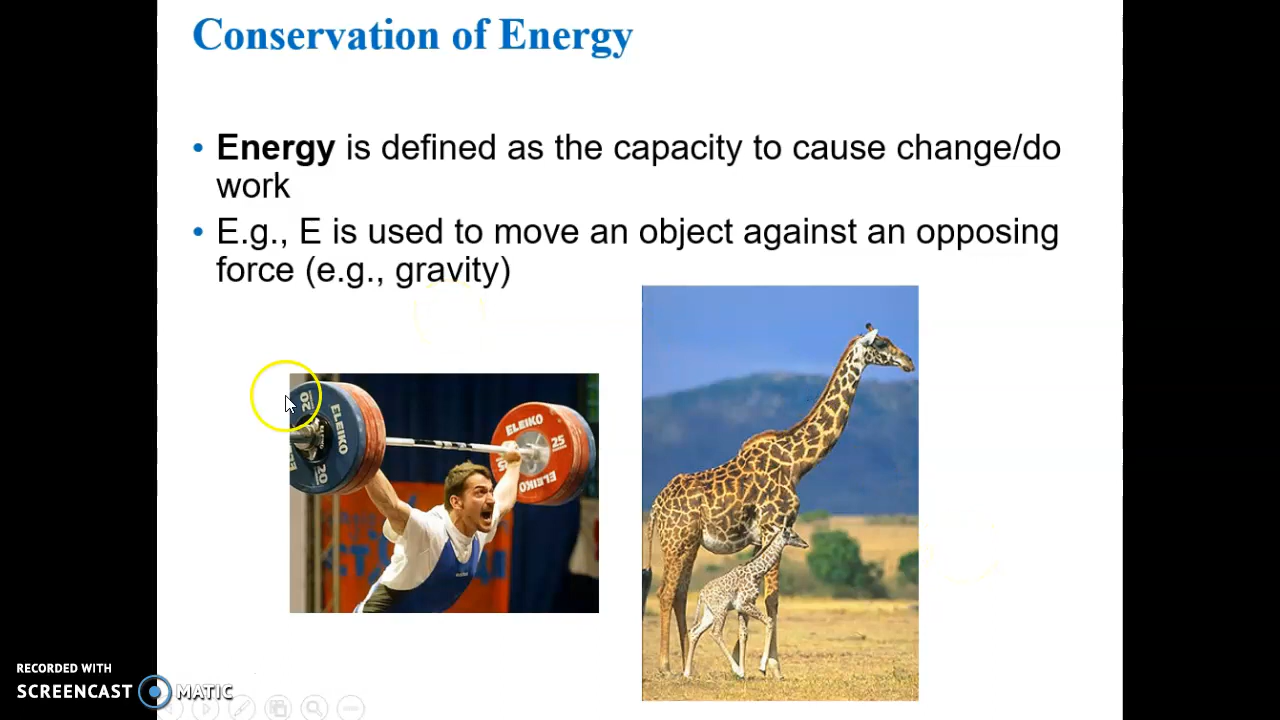 Conservation of Energy
• Energy is defined as the capacity to cause change/do
work
• E.g., E is used to move an object against an opposing
force (e.g., gravity)
20
ELEIKO
20
ELEIKO
25
ELEIKO
RECORDED WITH
SCREENCAST MATIC